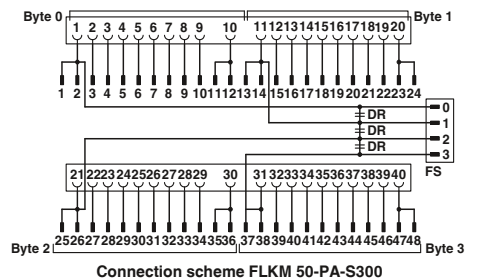 Byte 0 Byte 1
1 2 3 4 5 6 7 8 9 10 11 12 13 14 15 16 17 18 19 20
1 2 3 4 5 6 7 8 9 10 11 12 13 14 15 16 17 18 19 20 21 22 23 24
DR 0
DR 1
DR 2
3
FS
21 22 23 24 25 26 27 28 29 30 31 32 33 34 35 36 37 38 39 40
25 26 27 28 29 30 31 32 33 34 35 36 37 38 39 40 41 42 43 44 45 46 47 48
Byte 2 Byte 3
Connection scheme FLKM 50-PA-S300